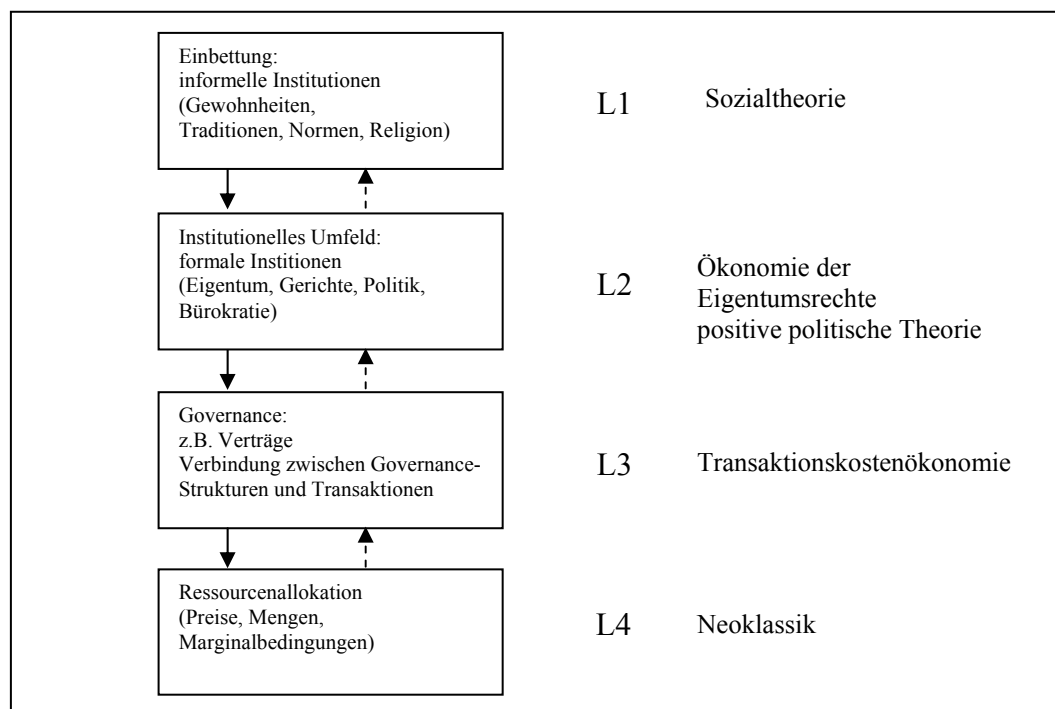 Einbettung:
informelle Institutionen
(Gewohnheiten,
Traditionen, Normen, Religion)
L1
Sozialtheorie
Institutionelles Umfeld:
formale Institionen
(Eigentum, Gerichte, Politik,
Bürokratie)
L2
Ökonomie der
Eigentumsrechte
positive politische Theorie
Governance:
z.B. Verträge
Verbindung zwischen Governance-
Strukturen und Transaktionen
L3
Transaktionskostenökonomie
Ressourcenallokation
(Preise, Mengen,
Marginalbedingungen)
L4
Neoklassik